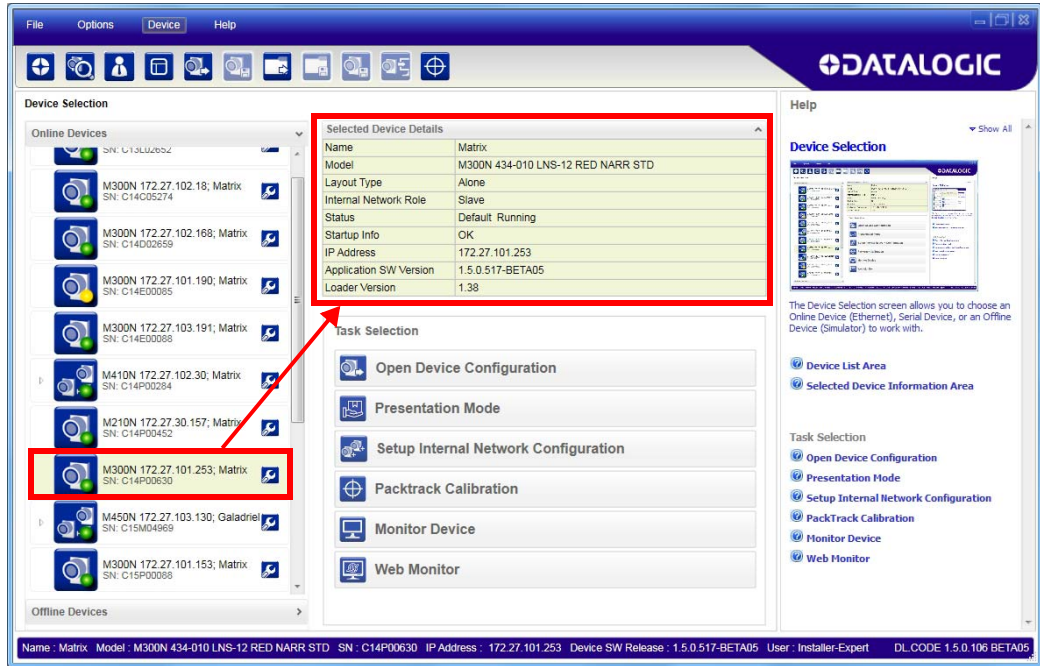 File Options Device Help
DATALOGIC
Device Selection
Online Devices
SN: C13L02652
M300N 172.27.102.18; Matrix
SN: C14C05274
M300N 172.27.102.168; Matrix
SN: C14D02659
M300N 172.27.101.190; Matrix
SN: C14E00085
M300N 172.27.103.191; Matrix
SN: C14E00088
M410N 172.27.102.30; Matrix
SN: C14P00284
M210N 172.27.30.157; Matrix
SN: C14P00452
M300N 172.27.101.253; Matrix
SN: C14P00630
M450N 172.27.103.130; Galadriel
SN: C15M04969
M300N 172.27.101.153; Matrix
SN: C15P00088
Offline Devices
Selected Device Details
Name Matrix
Model M300N 434-010 LNS-12 RED NARR STD
Layout Type Alone
Internal Network Role Slave
Status Default Running
Startup Info OK
IP Address 172.27.101.253
Application SW Version 1.5.0.517-BETA05
Loader Version 1.38
Task Selection
Open Device Configuration
Presentation Mode
Setup Internal Network Configuration
Packtrack Calibration
Monitor Device
Web Monitor
Help
Show All
Device Selection
The Device Selection screen allows you to choose an
Online Device (Ethernet), Serial Device, or an Offline
Device (Simulator) to work with.
Device List Area
Selected Device Information Area
Task Selection
Open Device Configuration
Presentation Mode
Setup Internal Network Configuration
PackTrack Calibration
Monitor Device
Web Monitor
Name : Matrix Model : M300N 434-010 LNS-12 RED NARR STD SN : C14P00630 IP Address : 172.27.101.253 Device SW Release : 1.5.0.517-BETA05 User : Installer-Expert DL.CODE 1.5.0.106 BETA05